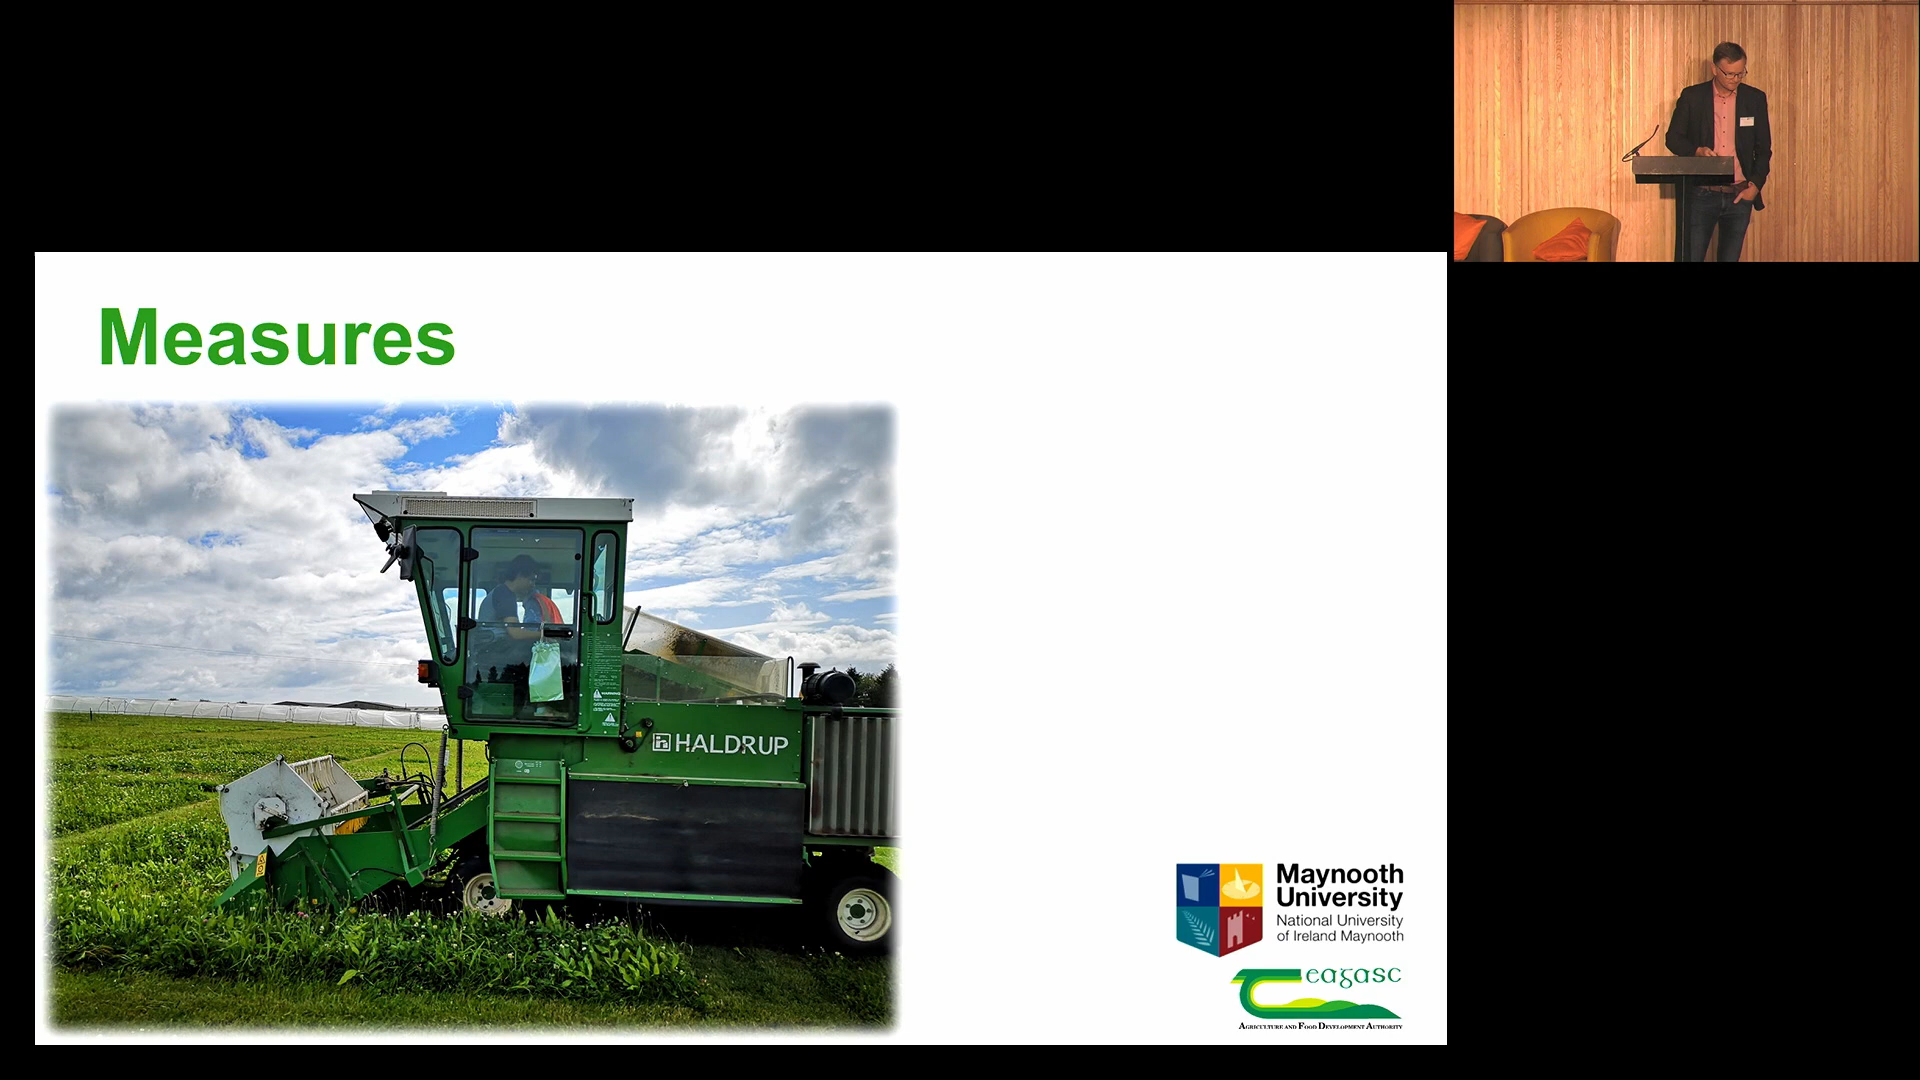 Measures
HALDRUP
Maynooth
University
National University
of Ireland Maynooth
eagasc
AGRICULTURE AND FOOD DEVELOPMENT AUTHORITY